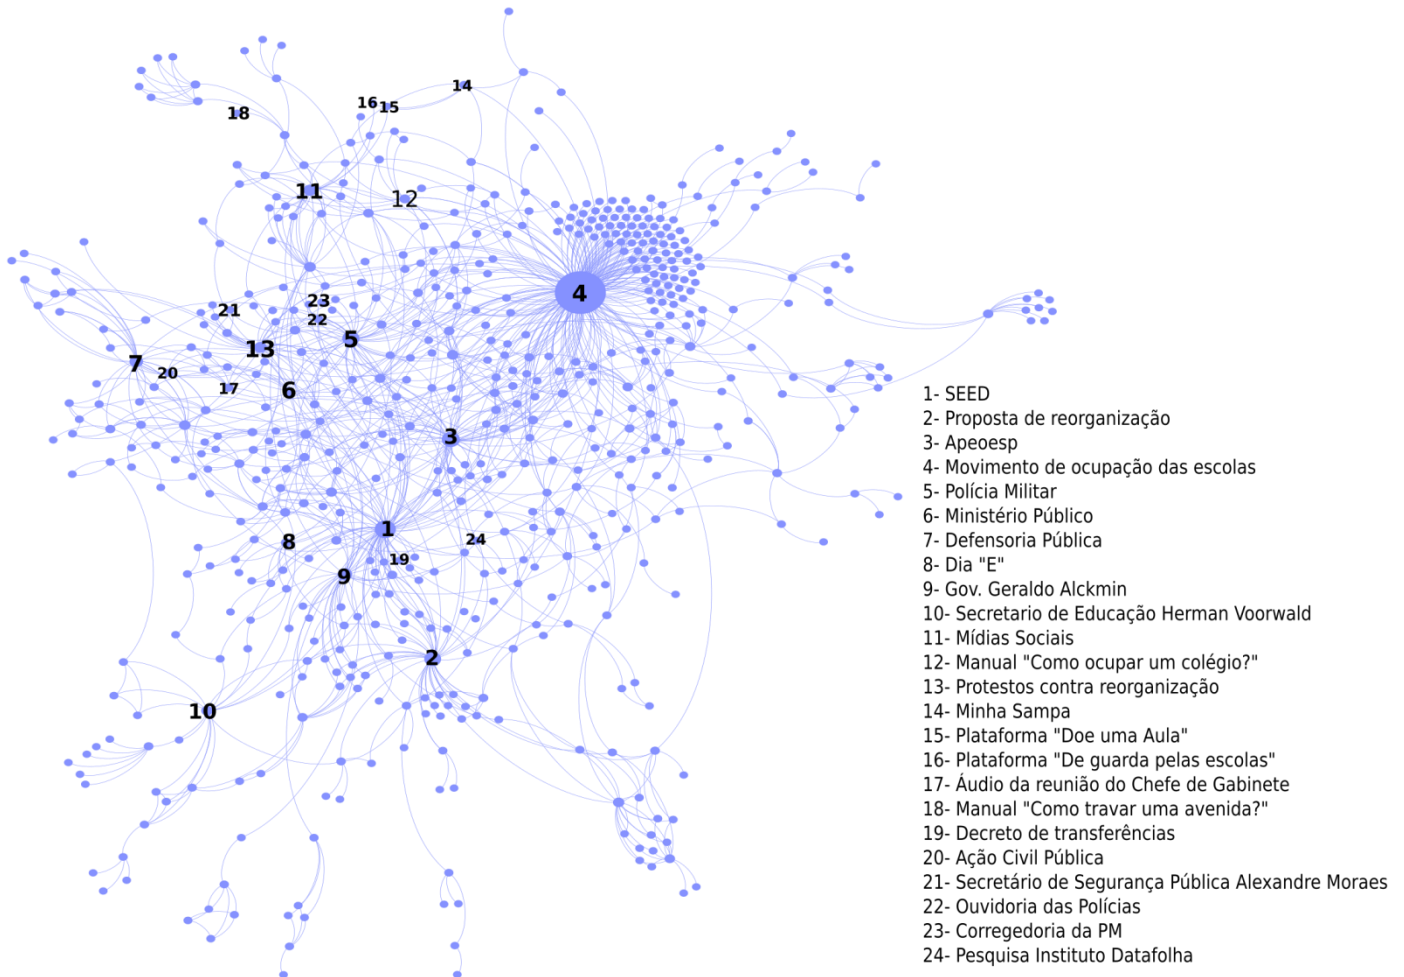 14
16
15
18
11
12
4
23
21
22
5
13
7
20
17
6
3
1
8
24
19
9
2
10
1- SEED
2- Proposta de reorganização
3- Apeoesp
4- Movimento de ocupação das escolas
5- Polícia Militar
6- Ministério Público
7- Defensoria Pública
8- Dia "E"
9- Gov. Geraldo Alckmin
10- Secretario de Educação Herman Voorwald
11- Mídias Sociais
12- Manual "Como ocupar um colégio?"
13- Protestos contra reorganização
14- Minha Sampa
15- Plataforma "Doe uma Aula"
16- Plataforma "De guarda pelas escolas"
17- Áudio da reunião do Chefe de Gabinete
18- Manual "Como travar uma avenida?"
19- Decreto de transferências
20- Ação Civil Pública
21- Secretário de Segurança Pública Alexandre Moraes
22- Ouvidoria das Polícias
23- Corregedoria da PM
24- Pesquisa Instituto Datafolha